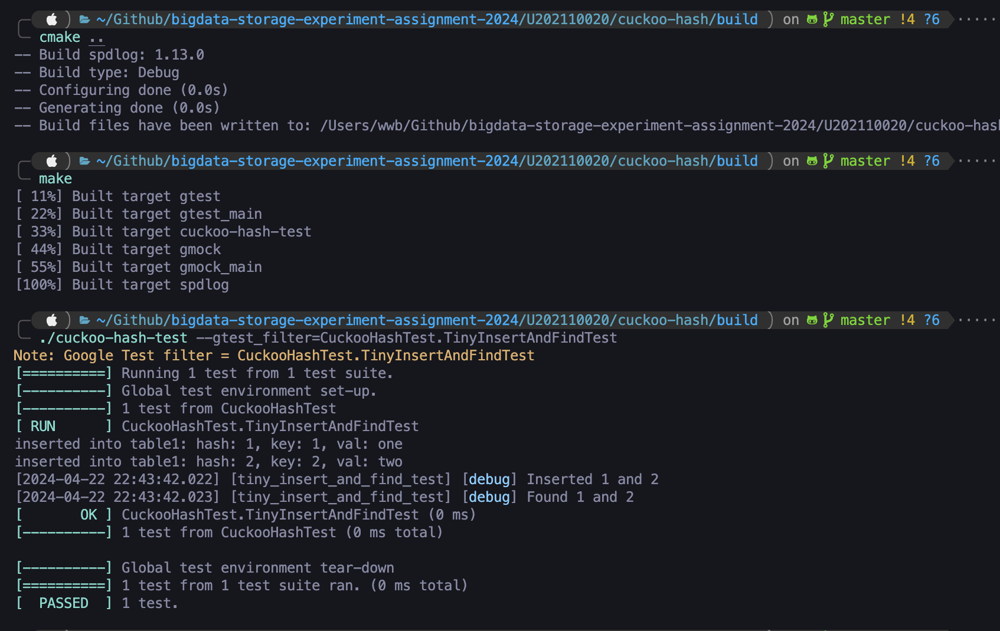 ~/Github/bigdata-storage-experiment-assignment-2024/U202110020/cuckoo-hash/build ) on master !4 ?6 ·····
cmake ..
-- Build spdlog: 1.13.0
-- Build type: Debug
-- Configuring done (0.0s)
-- Generating done (0.0s)
-- Build files have been written to: /Users/wwb/Github/bigdata-storage-experiment-assignment-2024/U202110020/cuckoo-hash
~/Github/bigdata-storage-experiment-assignment-2024/U202110020/cuckoo-hash/build ) on master !4 ?6 ·····
make
[ 11%] Built target gtest
[ 22%] Built target gtest_main
[ 33%] Built target cuckoo-hash-test
[ 44%] Built target gmock
[ 55%] Built target gmock_main
[100%] Built target spdlog
~/Github/bigdata-storage-experiment-assignment-2024/U202110020/cuckoo-hash/build ) on master !4 ?6 ·····
./cuckoo-hash-test --gtest_filter=CuckooHashTest.TinyInsertAndFindTest
Note: Google Test filter = CuckooHashTest.TinyInsertAndFindTest
[==========] Running 1 test from 1 test suite.
[----------] Global test environment set-up.
[----------] 1 test from CuckooHashTest
[ RUN      ] CuckooHashTest.TinyInsertAndFindTest
inserted into table1: hash: 1, key: 1, val: one
inserted into table1: hash: 2, key: 2, val: two
[2024-04-22 22:43:42.022] [tiny_insert_and_find_test] [debug] Inserted 1 and 2
[2024-04-22 22:43:42.023] [tiny_insert_and_find_test] [debug] Found 1 and 2
[       OK ] CuckooHashTest.TinyInsertAndFindTest (0 ms)
[----------] 1 test from CuckooHashTest (0 ms total)
[----------] Global test environment tear-down
[==========] 1 test from 1 test suite ran. (0 ms total)
[  PASSED  ] 1 test.